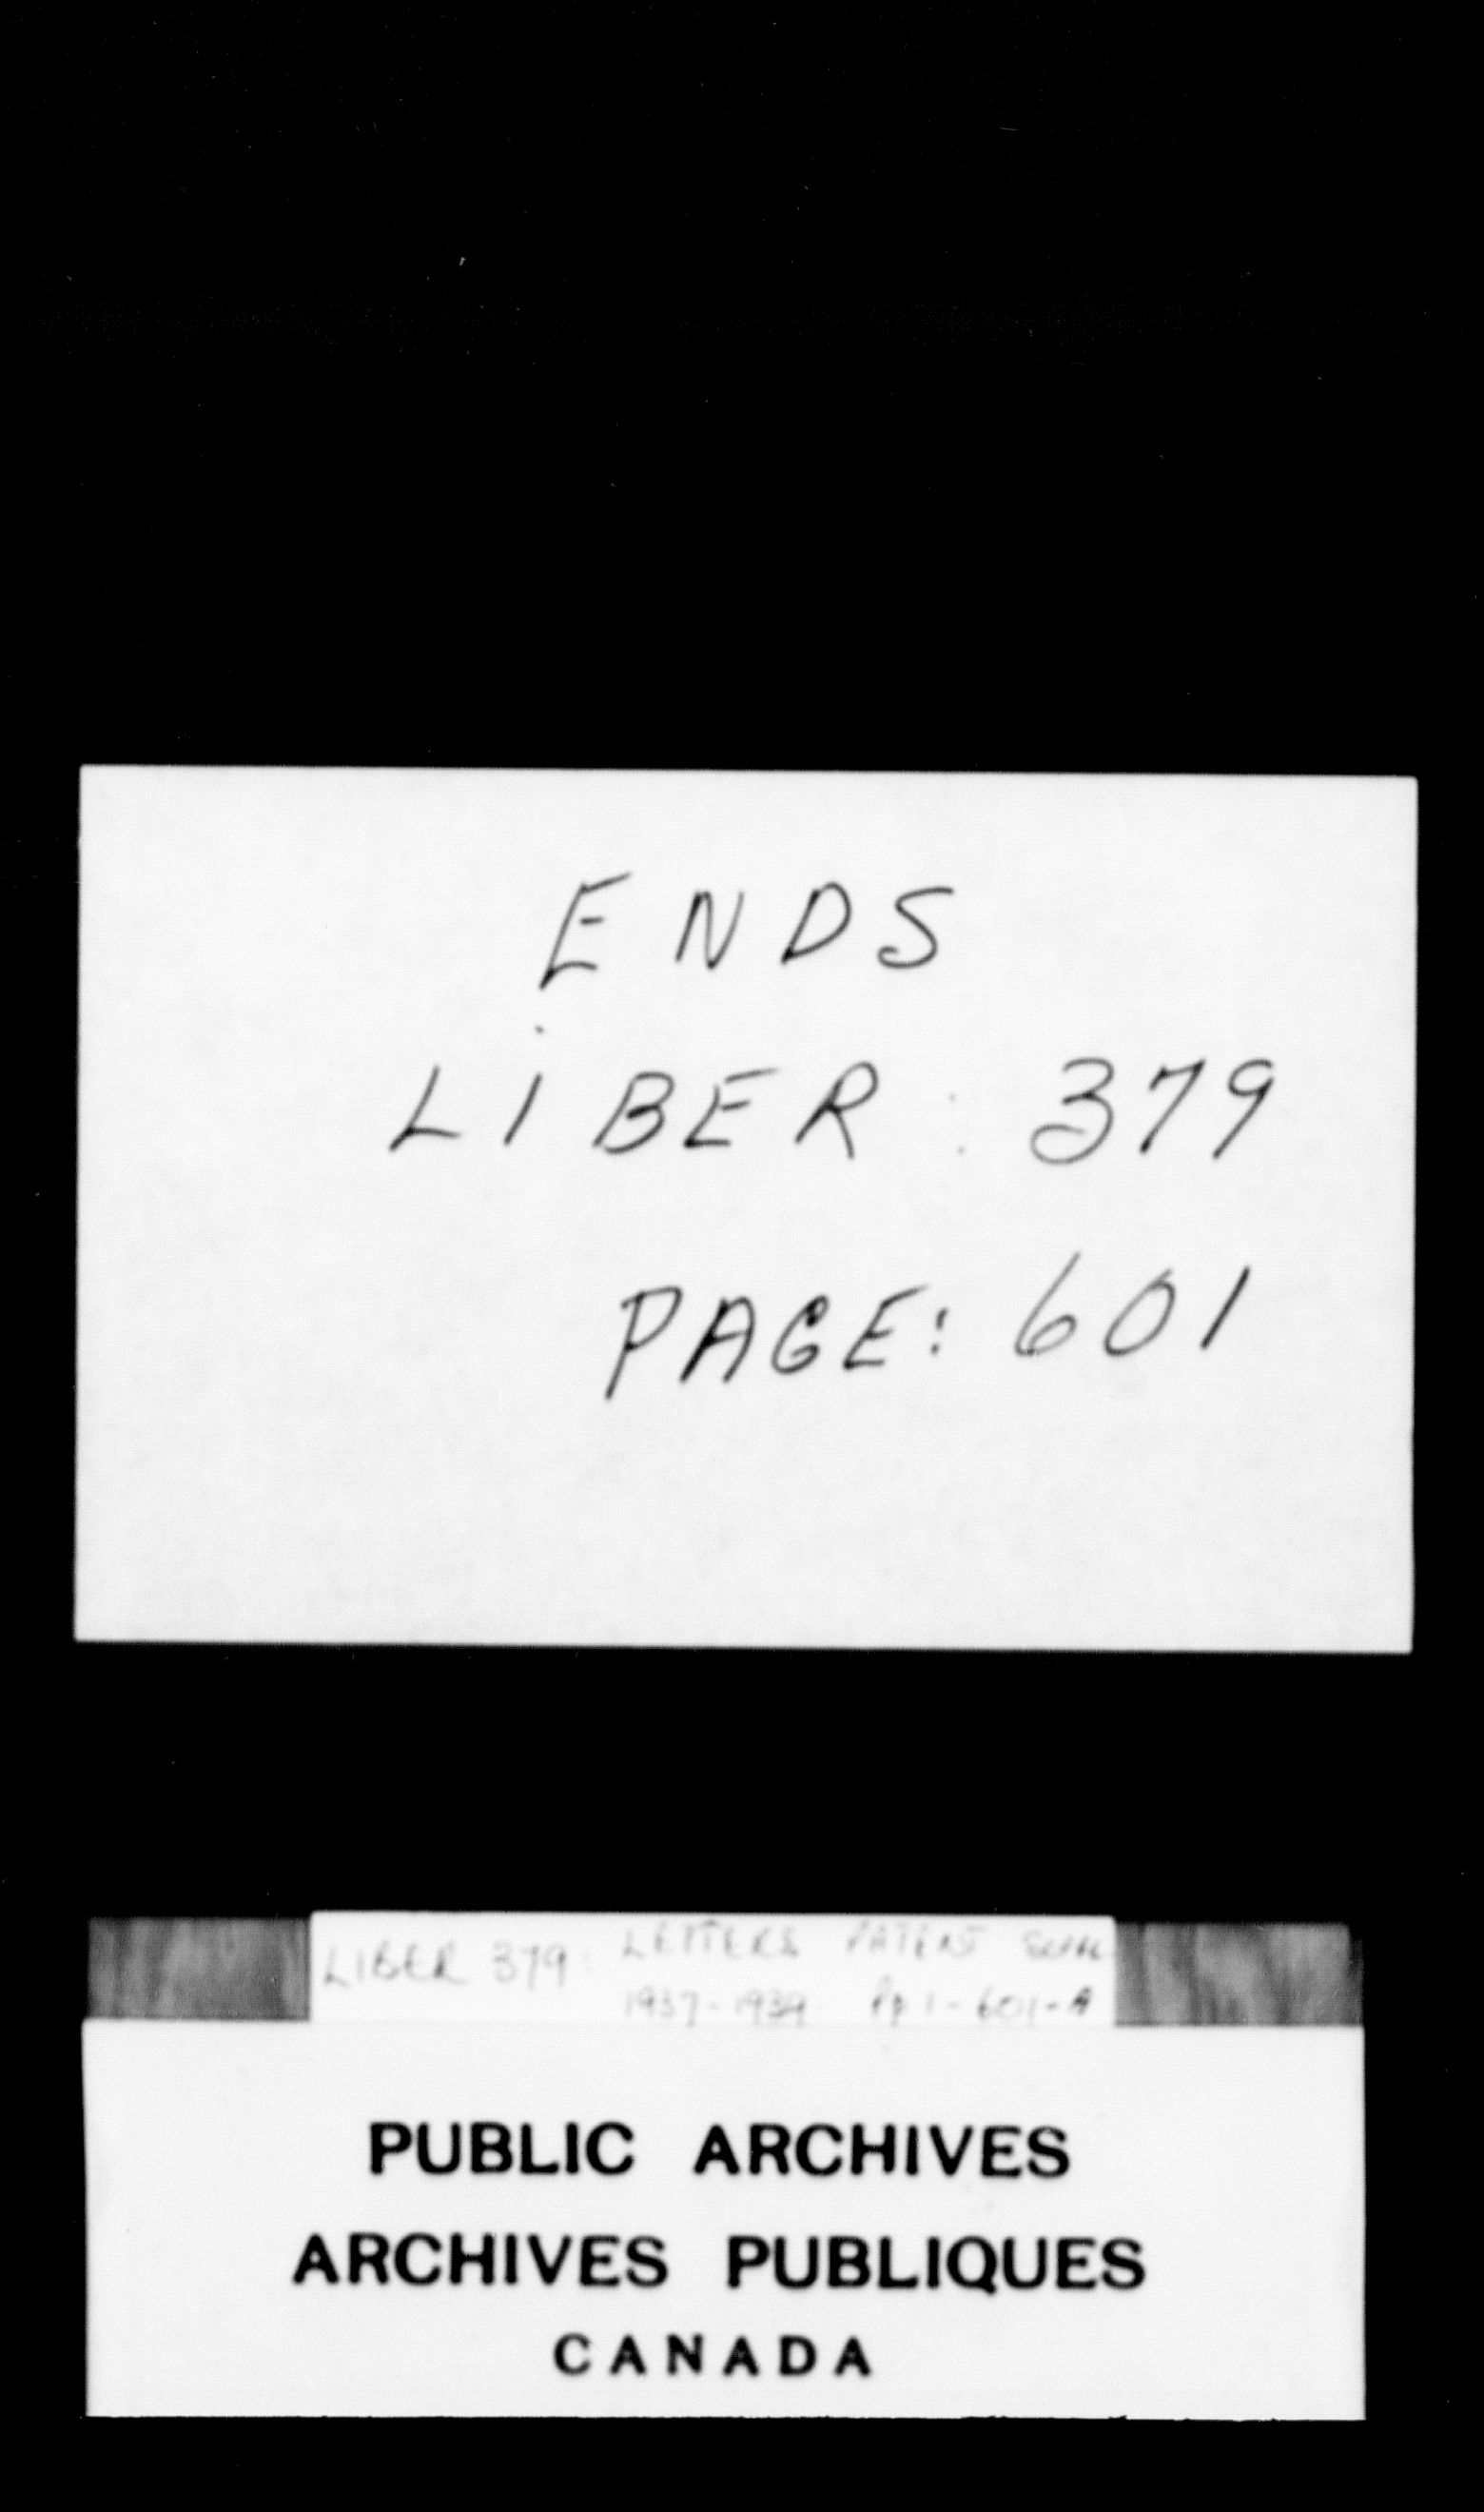 ENDS
LIBER: 379
PAGE: 601
LIBER 379: LETTERS PATENT
1937-1939 Pp 1-601-A
PUBLIC ARCHIVES
ARCHIVES PUBLIQUES
CANADA